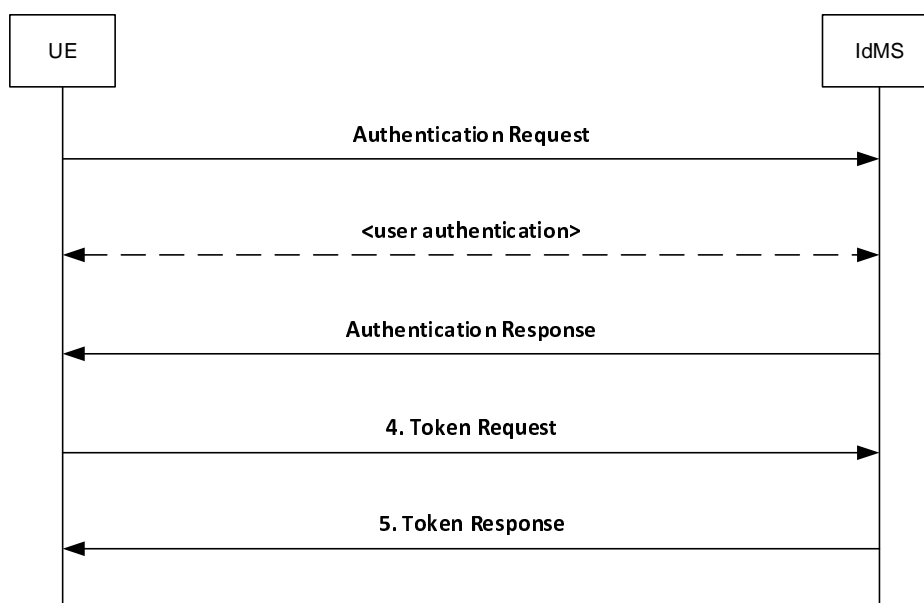 UE
IdMS
Authentication Request
<user authentication>
Authentication Response
4. Token Request
5. Token Response